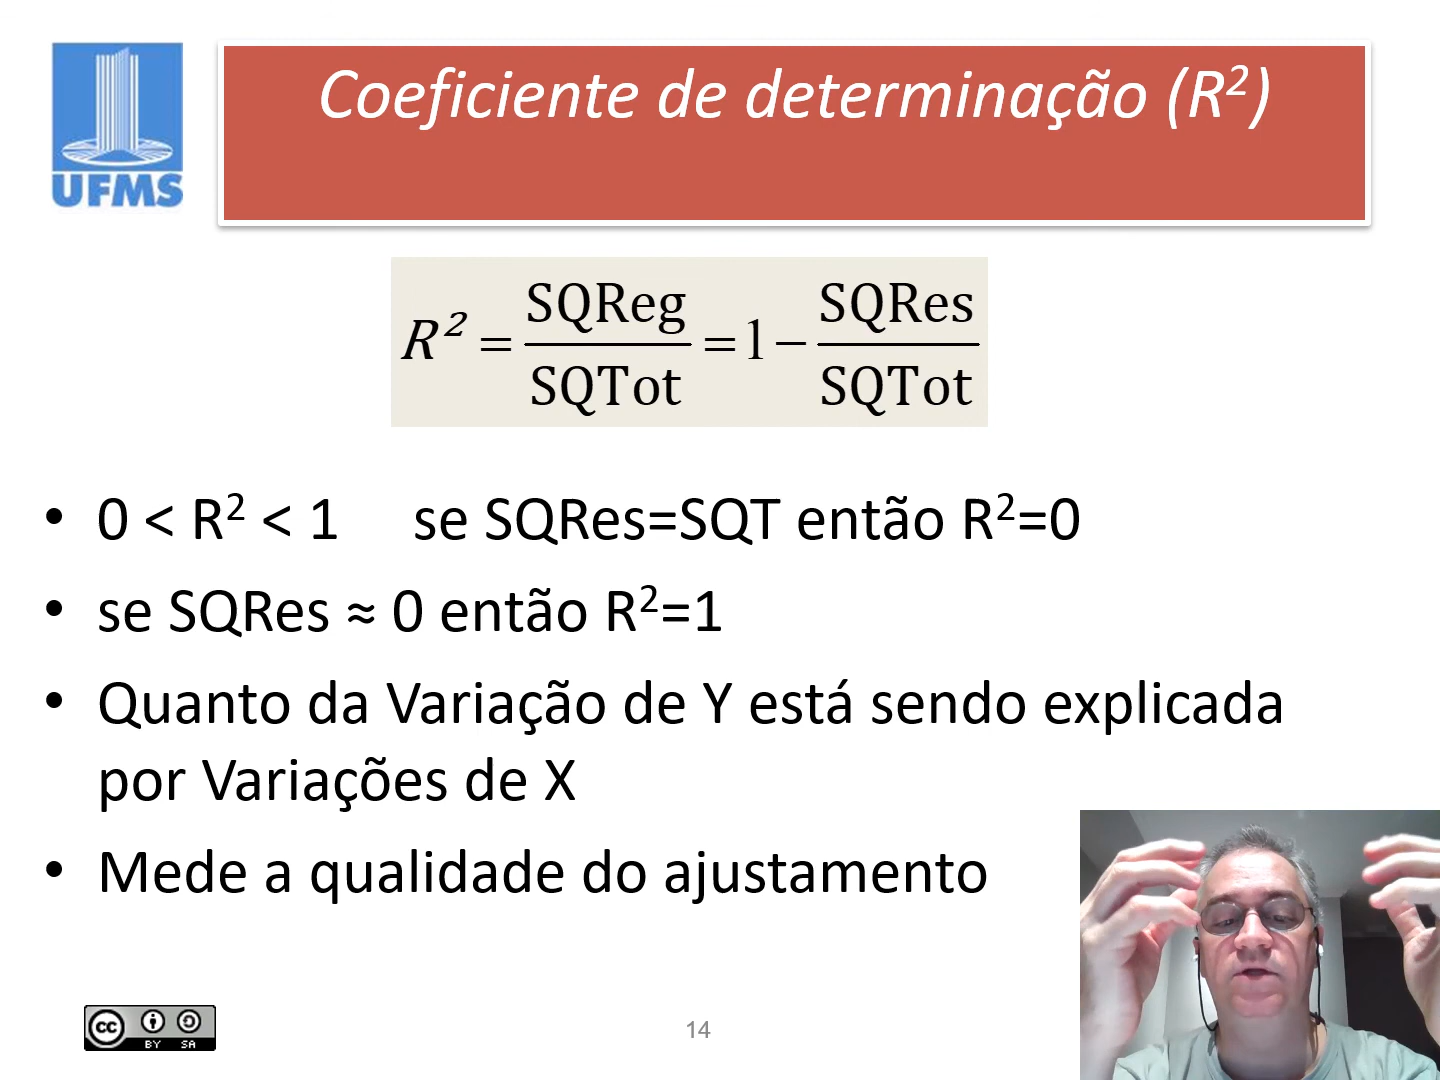 UFMS
Coeficiente de determinação (R²)
R² = SQReg/SQTot = 1 − SQRes/SQTot
• 0 < R² < 1 se SQRes=SQT então R²=0
• se SQRes ≈ 0 então R²=1
• Quanto da Variação de Y está sendo explicada
por Variações de X
• Mede a qualidade do ajustamento
cc BY SA
14